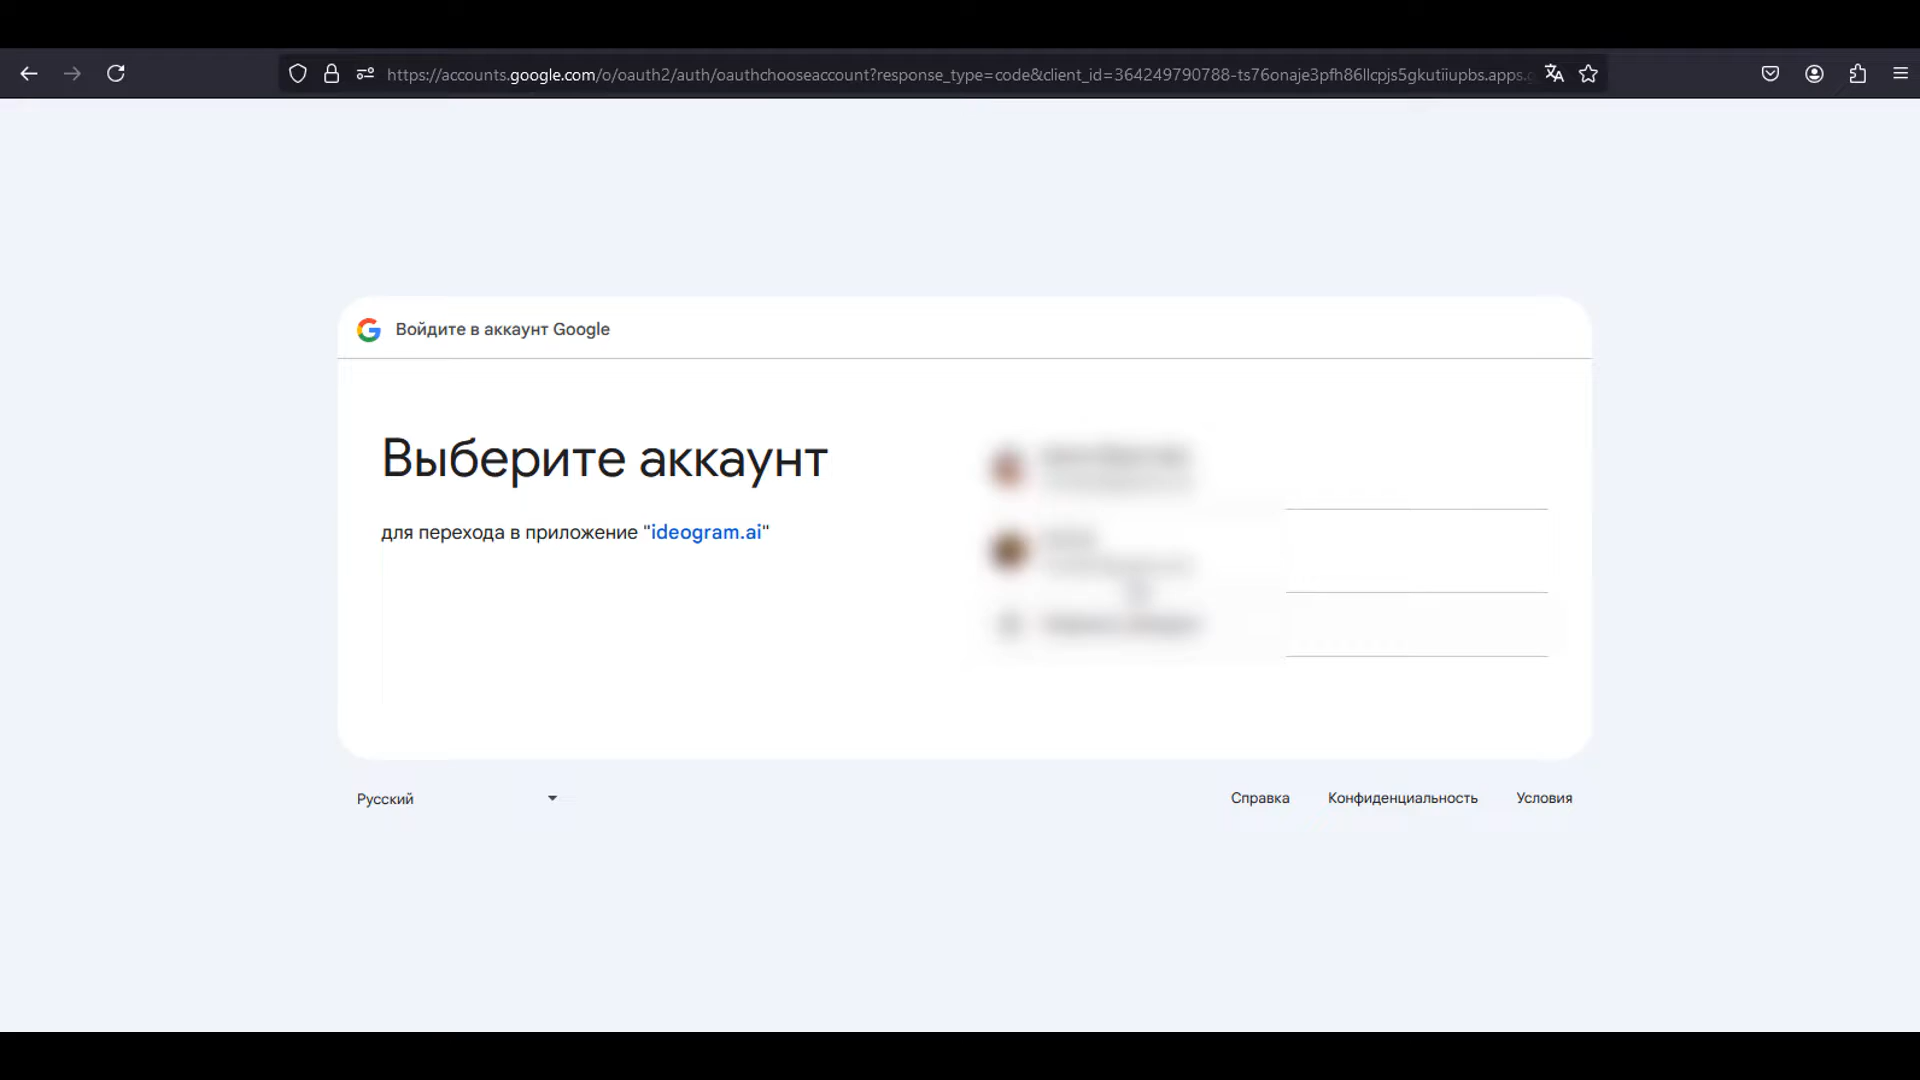 https://accounts.google.com/o/oauth2/auth/oauthchooseaccount?response_type=code&client_id=364249790788-ts76onaje3pfh86llcpjs5gkutiiupbs.apps.
Войдите в аккаунт Google
Выберите аккаунт
для перехода в приложение "ideogram.ai"
Русский
Справка Конфиденциальность Условия